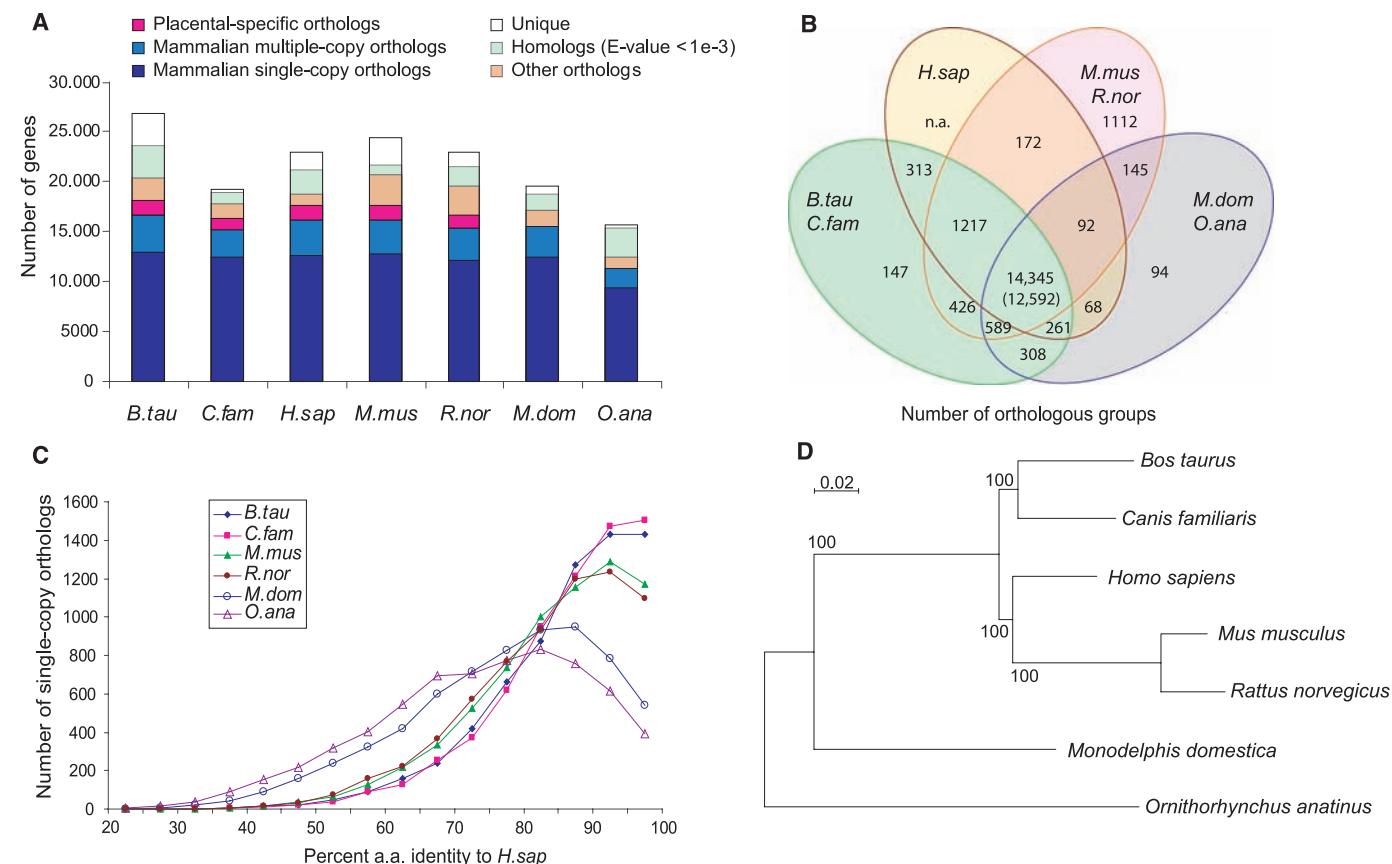 A
Placental-specific orthologs
Mammalian multiple-copy orthologs
Mammalian single-copy orthologs
Unique
Homologs (E-value <1e-3)
Other orthologs
Number of genes
30.000
25.000
20.000
15.000
10.000
5000
0
B.tau
C.fam
H.sap
M.mus
R.nor
M.dom
O.ana
B
H.sap
n.a.
M.mus
R.nor
1112
172
313
145
B.tau
C.fam
M.dom
O.ana
1217
92
147
14,345
(12,592)
94
426
68
589
261
308
Number of orthologous groups
C
Number of single-copy orthologs
1600
1400
1200
1000
800
600
400
200
0
B.tau
C.fam
M.mus
R.nor
M.dom
O.ana
20
30
40
50
60
70
80
90
100
Percent a.a. identity to H.sap
D
0.02
100
100
100
100
Bos taurus
Canis familiaris
Homo sapiens
Mus musculus
Rattus norvegicus
Monodelphis domestica
Ornithorhynchus anatinus